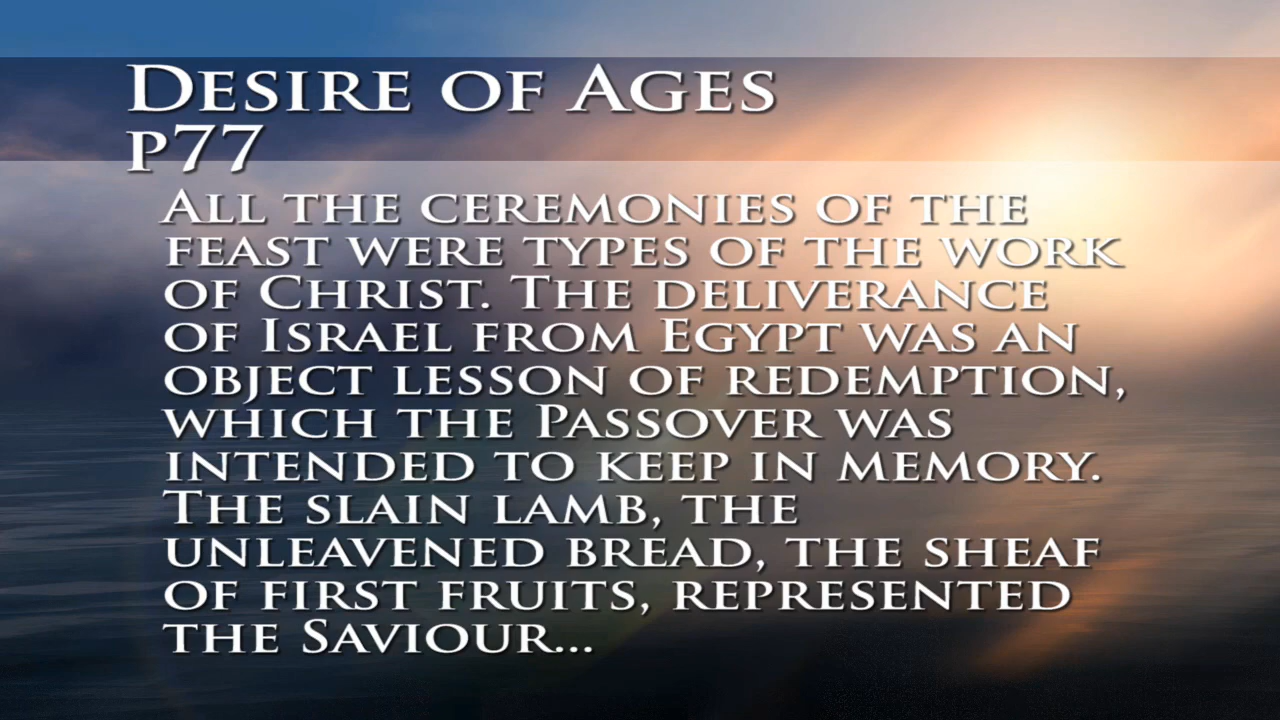 Desire of Ages
p77
All the ceremonies of the
feast were types of the work
of Christ. The deliverance
of Israel from Egypt was an
object lesson of redemption,
which the Passover was
intended to keep in memory.
The slain lamb, the
unleavened bread, the sheaf
of first fruits, represented
the Saviour...